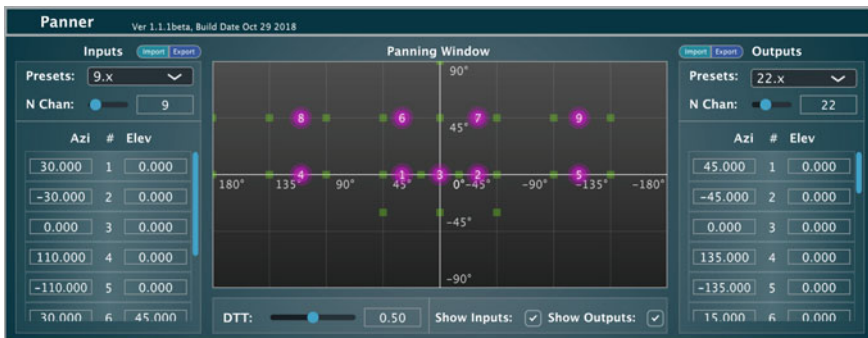 Panner Ver 1.1.1beta, Build Date Oct 29 2018
Inputs Import Export
Presets: 9.x
N Chan: 9
Azi # Elev
30.000 1 0.000
-30.000 2 0.000
0.000 3 0.000
110.000 4 0.000
-110.000 5 0.000
30.000 6 45.000
Panning Window
90°
8 6 7 9
45°
4 1 3 2 5
180° 135° 90° 45° 0° -45° -90° -135° -180°
-45°
-90°
DTT: 0.50 Show Inputs: Show Outputs:
Import Export Outputs
Presets: 22.x
N Chan: 22
Azi # Elev
45.000 1 0.000
-45.000 2 0.000
0.000 3 0.000
135.000 4 0.000
-135.000 5 0.000
15.000 6 0.000